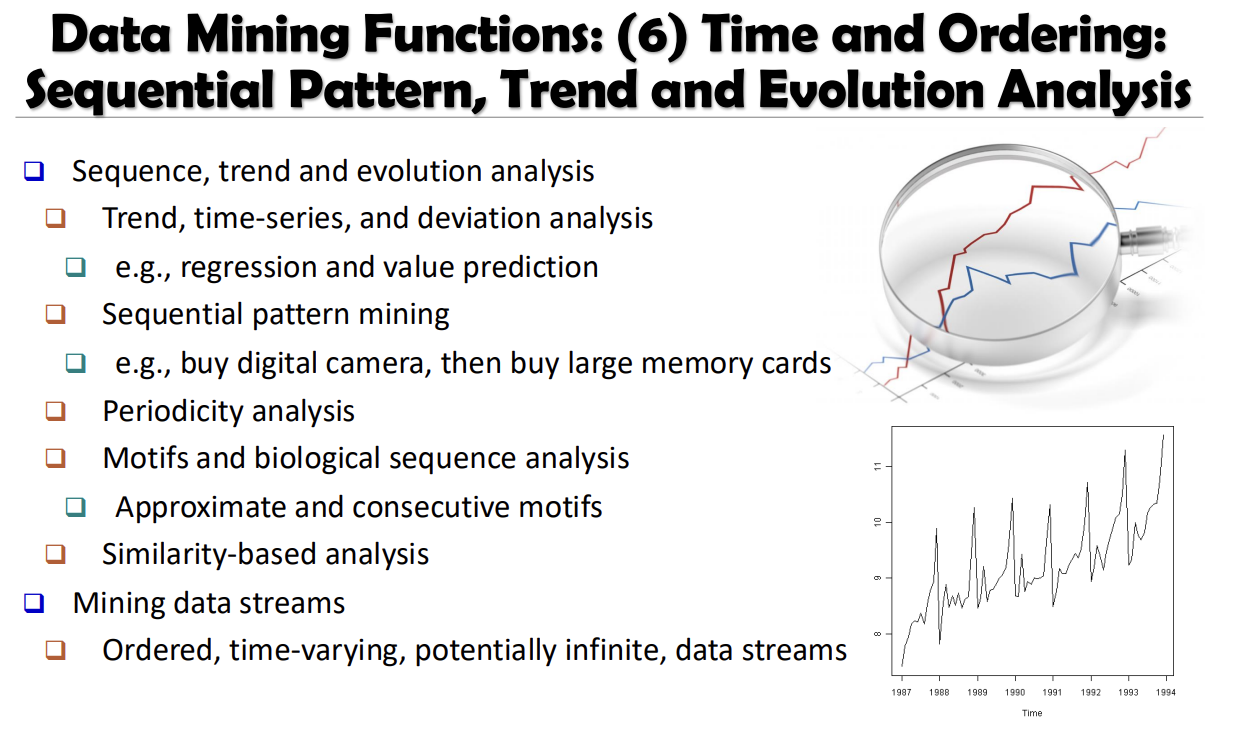 Data Mining Functions: (6) Time and Ordering:
Sequential Pattern, Trend and Evolution Analysis
Sequence, trend and evolution analysis
Trend, time-series, and deviation analysis
e.g., regression and value prediction
Sequential pattern mining
e.g., buy digital camera, then buy large memory cards
Periodicity analysis
Motifs and biological sequence analysis
Approximate and consecutive motifs
Similarity-based analysis
Mining data streams
Ordered, time-varying, potentially infinite, data streams
11
10
9
8
1987 1988 1989 1990 1991 1992 1993 1994
Time